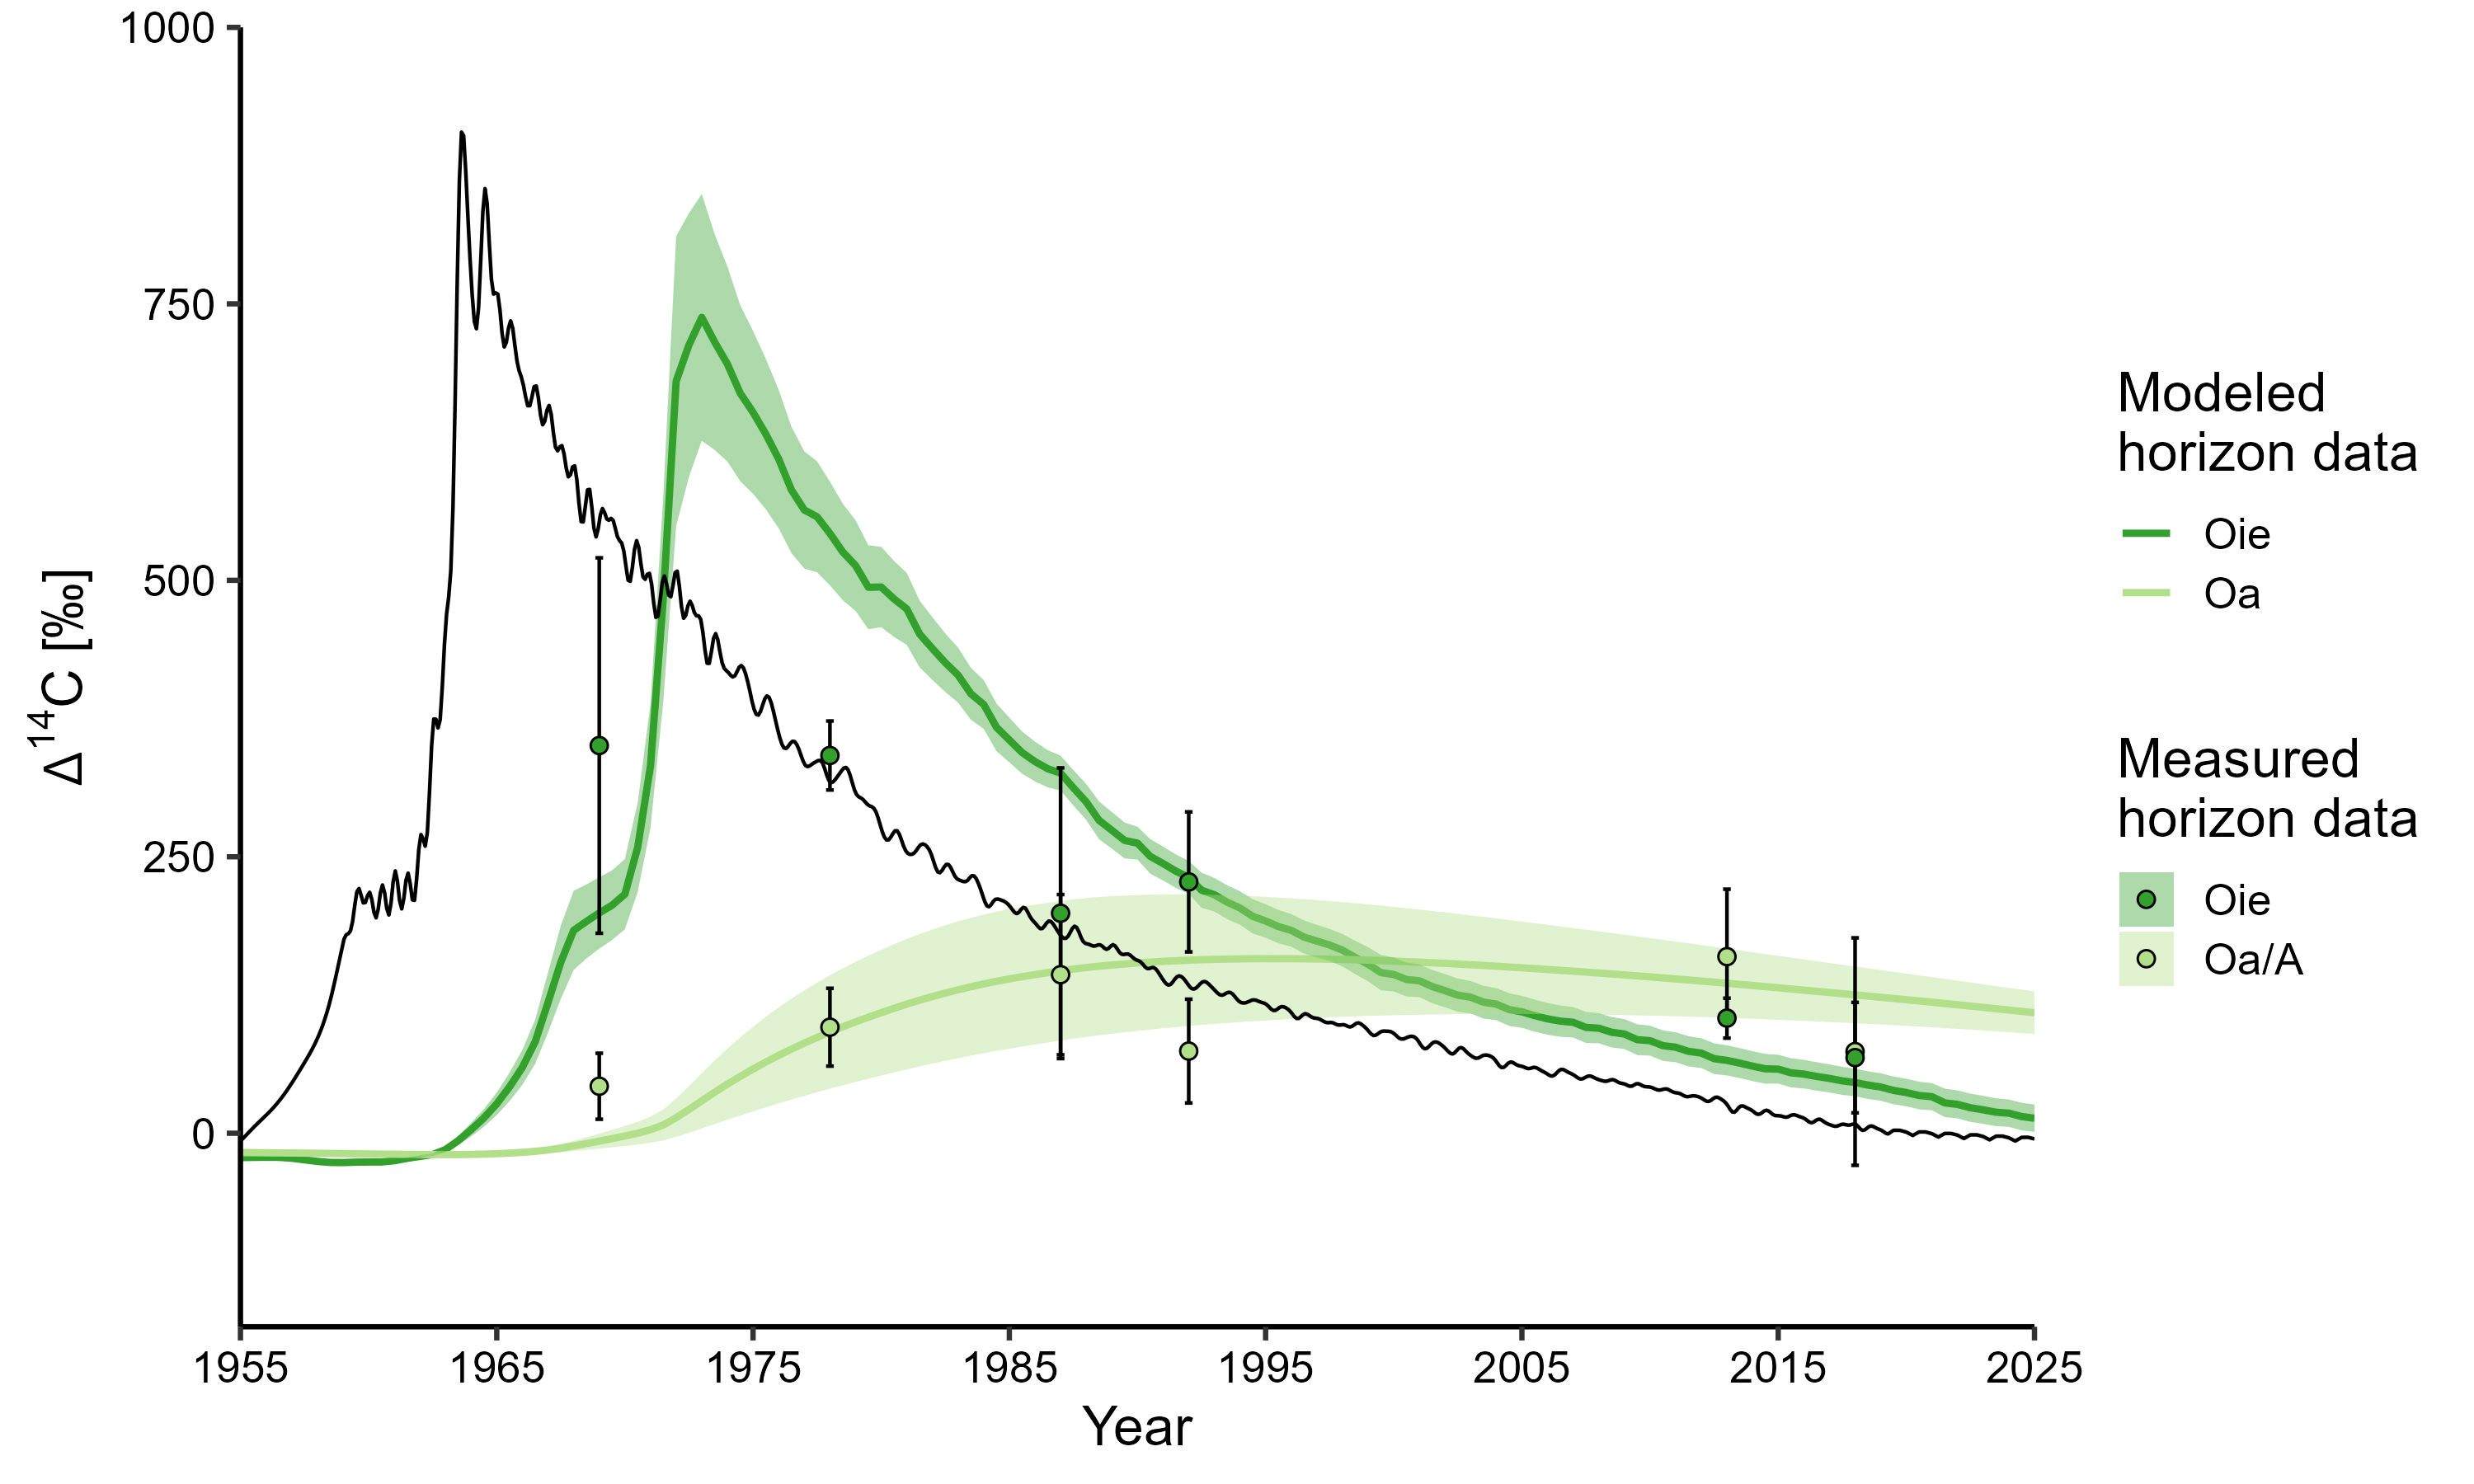 1000
750
500
250
0
Δ ¹⁴C [‰]
1955
1965
1975
1985
1995
2005
2015
2025
Year
Modeled
horizon data
Oie
Oa
Measured
horizon data
Oie
Oa/A